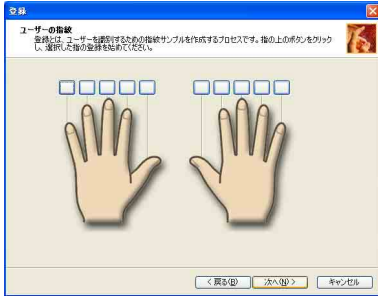 登録
ユーザーの指紋
登録とは、ユーザーを識別するための指紋サンプルを作成するプロセスです。指の上のボタンをクリック
し、選択した指の登録を始めてください。
< 戻る(B)
次へ(N) >
キャンセル